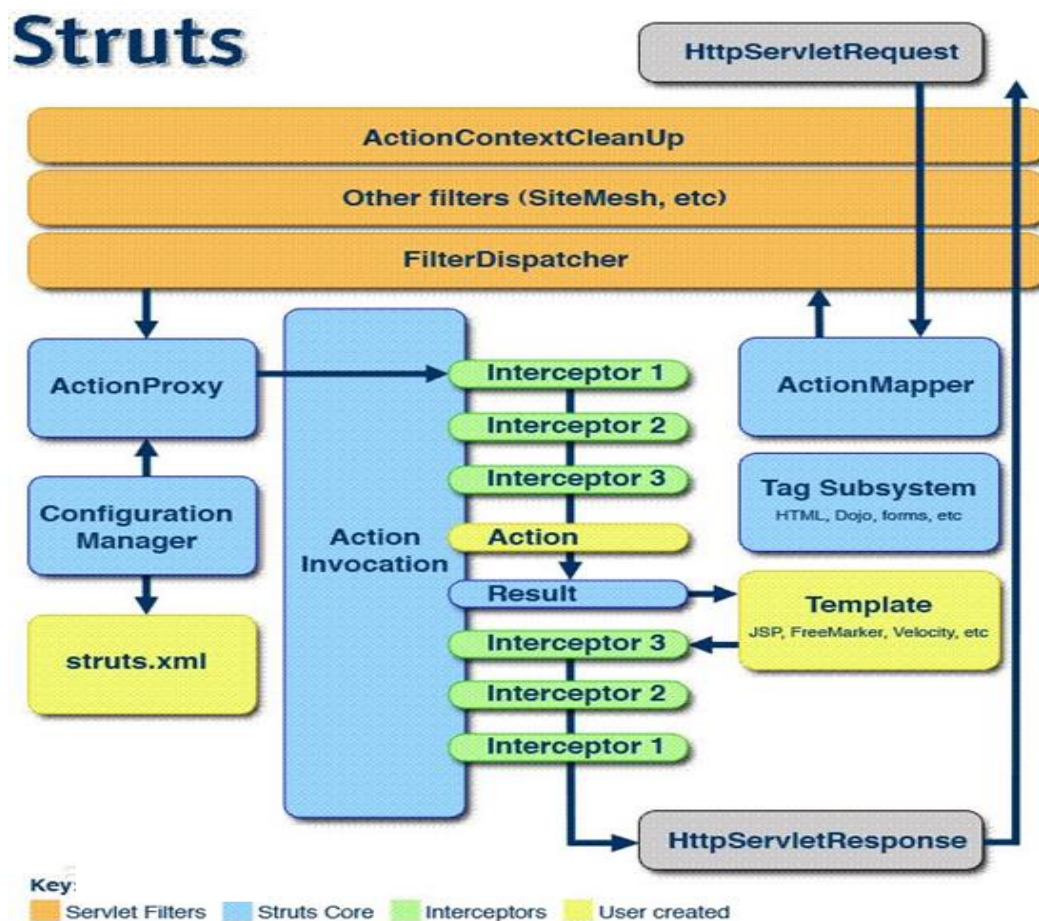 Struts
HttpServletRequest
ActionContextCleanUp
Other filters (SiteMesh, etc)
FilterDispatcher
ActionProxy
Interceptor 1
ActionMapper
Interceptor 2
Interceptor 3
Tag Subsystem
HTML, Dojo, forms, etc
Configuration
Manager
Action
Invocation
Action
Result
Template
JSP, FreeMarker, Velocity, etc
struts.xml
Interceptor 3
Interceptor 2
Interceptor 1
HttpServletResponse
Key:
Servlet Filters
Struts Core
Interceptors
User created